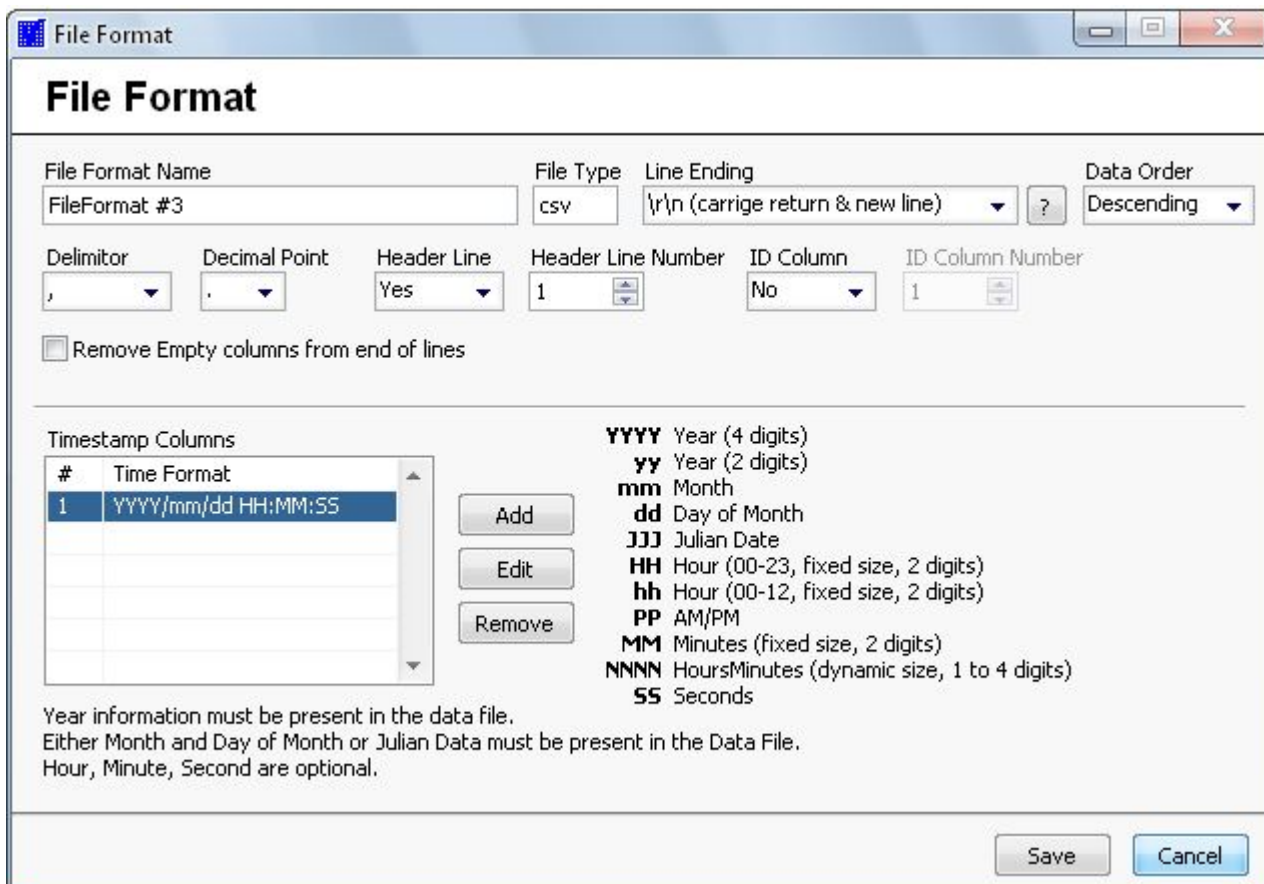 File Format
File Format
File Format Name File Type Line Ending Data Order
FileFormat #3 csv \r\n (carrige return & new line) ? Descending
Delimitor Decimal Point Header Line Header Line Number ID Column ID Column Number
, . Yes 1 No 1
Remove Empty columns from end of lines
Timestamp Columns
# Time Format
1 YYYY/mm/dd HH:MM:SS
Add
Edit
Remove
YYYY Year (4 digits)
yy Year (2 digits)
mm Month
dd Day of Month
JJJ Julian Date
HH Hour (00-23, fixed size, 2 digits)
hh Hour (00-12, fixed size, 2 digits)
PP AM/PM
MM Minutes (fixed size, 2 digits)
NNNN HoursMinutes (dynamic size, 1 to 4 digits)
SS Seconds
Year information must be present in the data file.
Either Month and Day of Month or Julian Data must be present in the Data File.
Hour, Minute, Second are optional.
Save Cancel